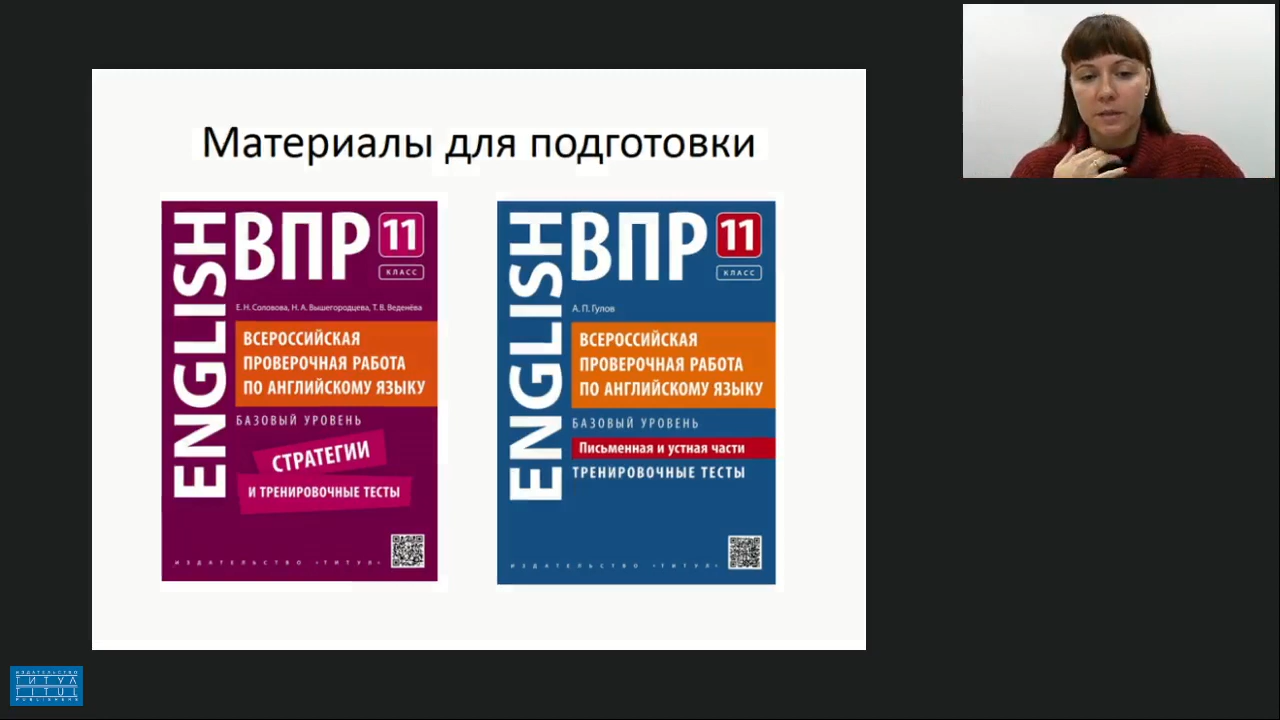 Материалы для подготовки
ENGLISH
ВПР 11
КЛАСС
Е. Н. Соловова, Н. А. Вышегородцева, Т. В. Веденёва
ВСЕРОССИЙСКАЯ
ПРОВЕРОЧНАЯ РАБОТА
ПО АНГЛИЙСКОМУ ЯЗЫКУ
БАЗОВЫЙ УРОВЕНЬ
СТРАТЕГИИ
И ТРЕНИРОВОЧНЫЕ ТЕСТЫ
ИЗДАТЕЛЬСТВО «ТИТУЛ»
ENGLISH
ВПР 11
КЛАСС
А. П. Гулов
ВСЕРОССИЙСКАЯ
ПРОВЕРОЧНАЯ РАБОТА
ПО АНГЛИЙСКОМУ ЯЗЫКУ
БАЗОВЫЙ УРОВЕНЬ
Письменная и устная части
ТРЕНИРОВОЧНЫЕ ТЕСТЫ
ИЗДАТЕЛЬСТВО «ТИТУЛ»
ИЗДАТЕЛЬСТВО
ТИТУЛ
TITUL
PUBLISHERS